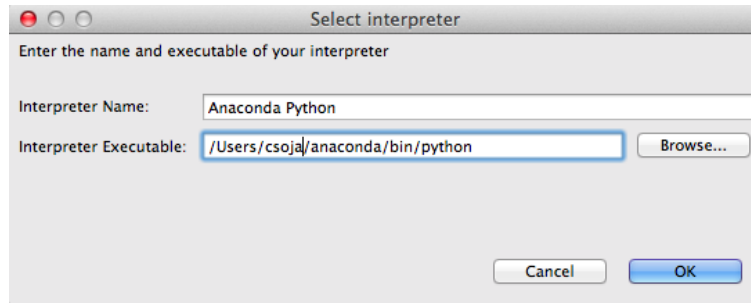 Select interpreter
Enter the name and executable of your interpreter
Interpreter Name: Anaconda Python
Interpreter Executable: /Users/csoja/anaconda/bin/python Browse...
Cancel OK